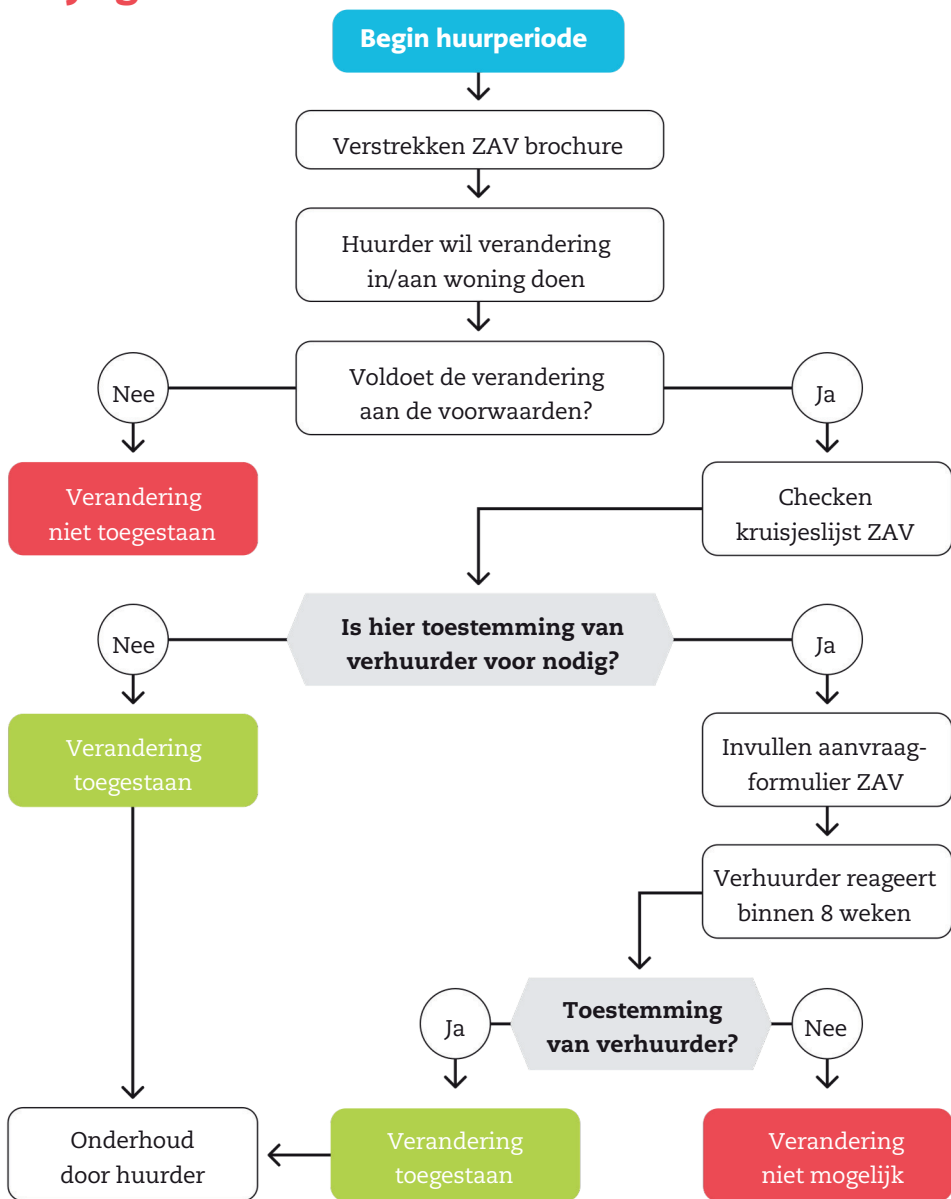 Begin huurperiode
Verstrekken ZAV brochure
Huurder wil verandering
in/aan woning doen
Voldoet de verandering
aan de voorwaarden?
Nee
Ja
Verandering
niet toegestaan
Checken
kruisjeslijst ZAV
Is hier toestemming van
verhuurder voor nodig?
Nee
Ja
Verandering
toegestaan
Invullen aanvraag-
formulier ZAV
Verhuurder reageert
binnen 8 weken
Toestemming
van verhuurder?
Ja
Nee
Onderhoud
door huurder
Verandering
toegestaan
Verandering
niet mogelijk